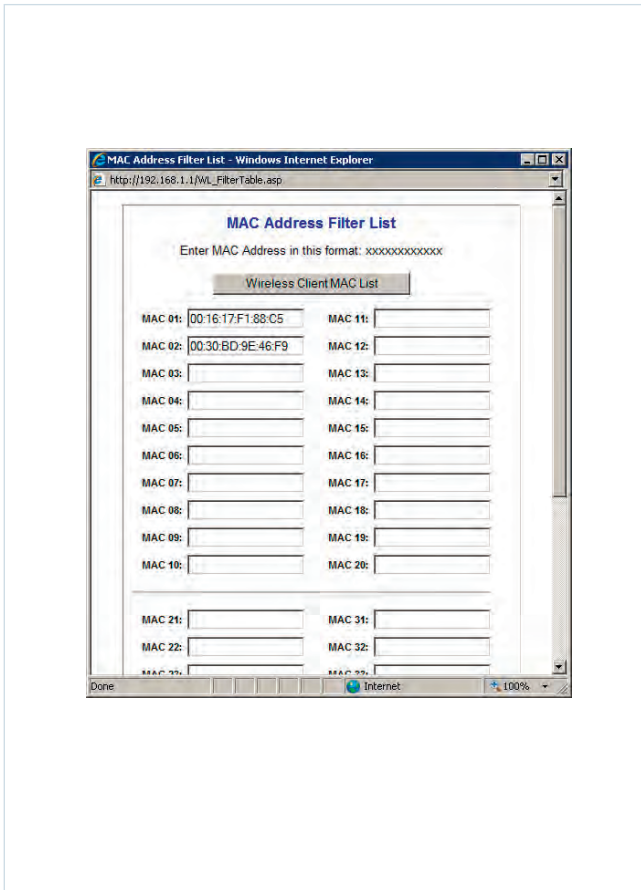 MAC Address Filter List - Windows Internet Explorer
http://192.168.1.1/WL_FilterTable.asp
MAC Address Filter List
Enter MAC Address in this format: xxxxxxxxxxxx
Wireless Client MAC List
MAC 01: 00:16:17:F1:88:C5 MAC 11:
MAC 02: 00:30:BD:9E:46:F9 MAC 12:
MAC 03: MAC 13:
MAC 04: MAC 14:
MAC 05: MAC 15:
MAC 06: MAC 16:
MAC 07: MAC 17:
MAC 08: MAC 18:
MAC 09: MAC 19:
MAC 10: MAC 20:
MAC 21: MAC 31:
MAC 22: MAC 32:
Done Internet 100%